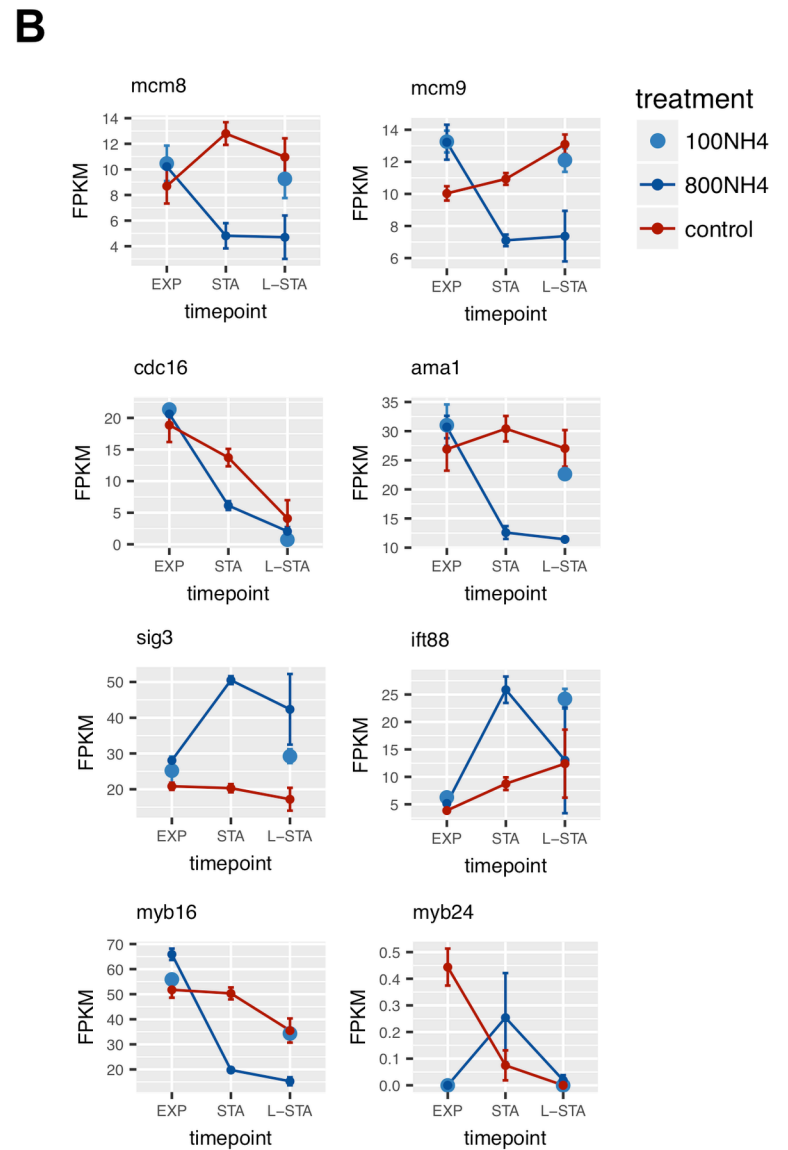 B
treatment
100NH4
800NH4
control
mcm8
FPKM
14
12
10
8
6
4
EXP STA L−STA
timepoint
mcm9
FPKM
14
12
10
8
6
EXP STA L−STA
timepoint
cdc16
FPKM
20
15
10
5
0
EXP STA L−STA
timepoint
ama1
FPKM
35
30
25
20
15
10
EXP STA L−STA
timepoint
sig3
FPKM
50
40
30
20
EXP STA L−STA
timepoint
ift88
FPKM
25
20
15
10
5
EXP STA L−STA
timepoint
myb16
FPKM
70
60
50
40
30
20
EXP STA L−STA
timepoint
myb24
FPKM
0.5
0.4
0.3
0.2
0.1
0.0
EXP STA L−STA
timepoint